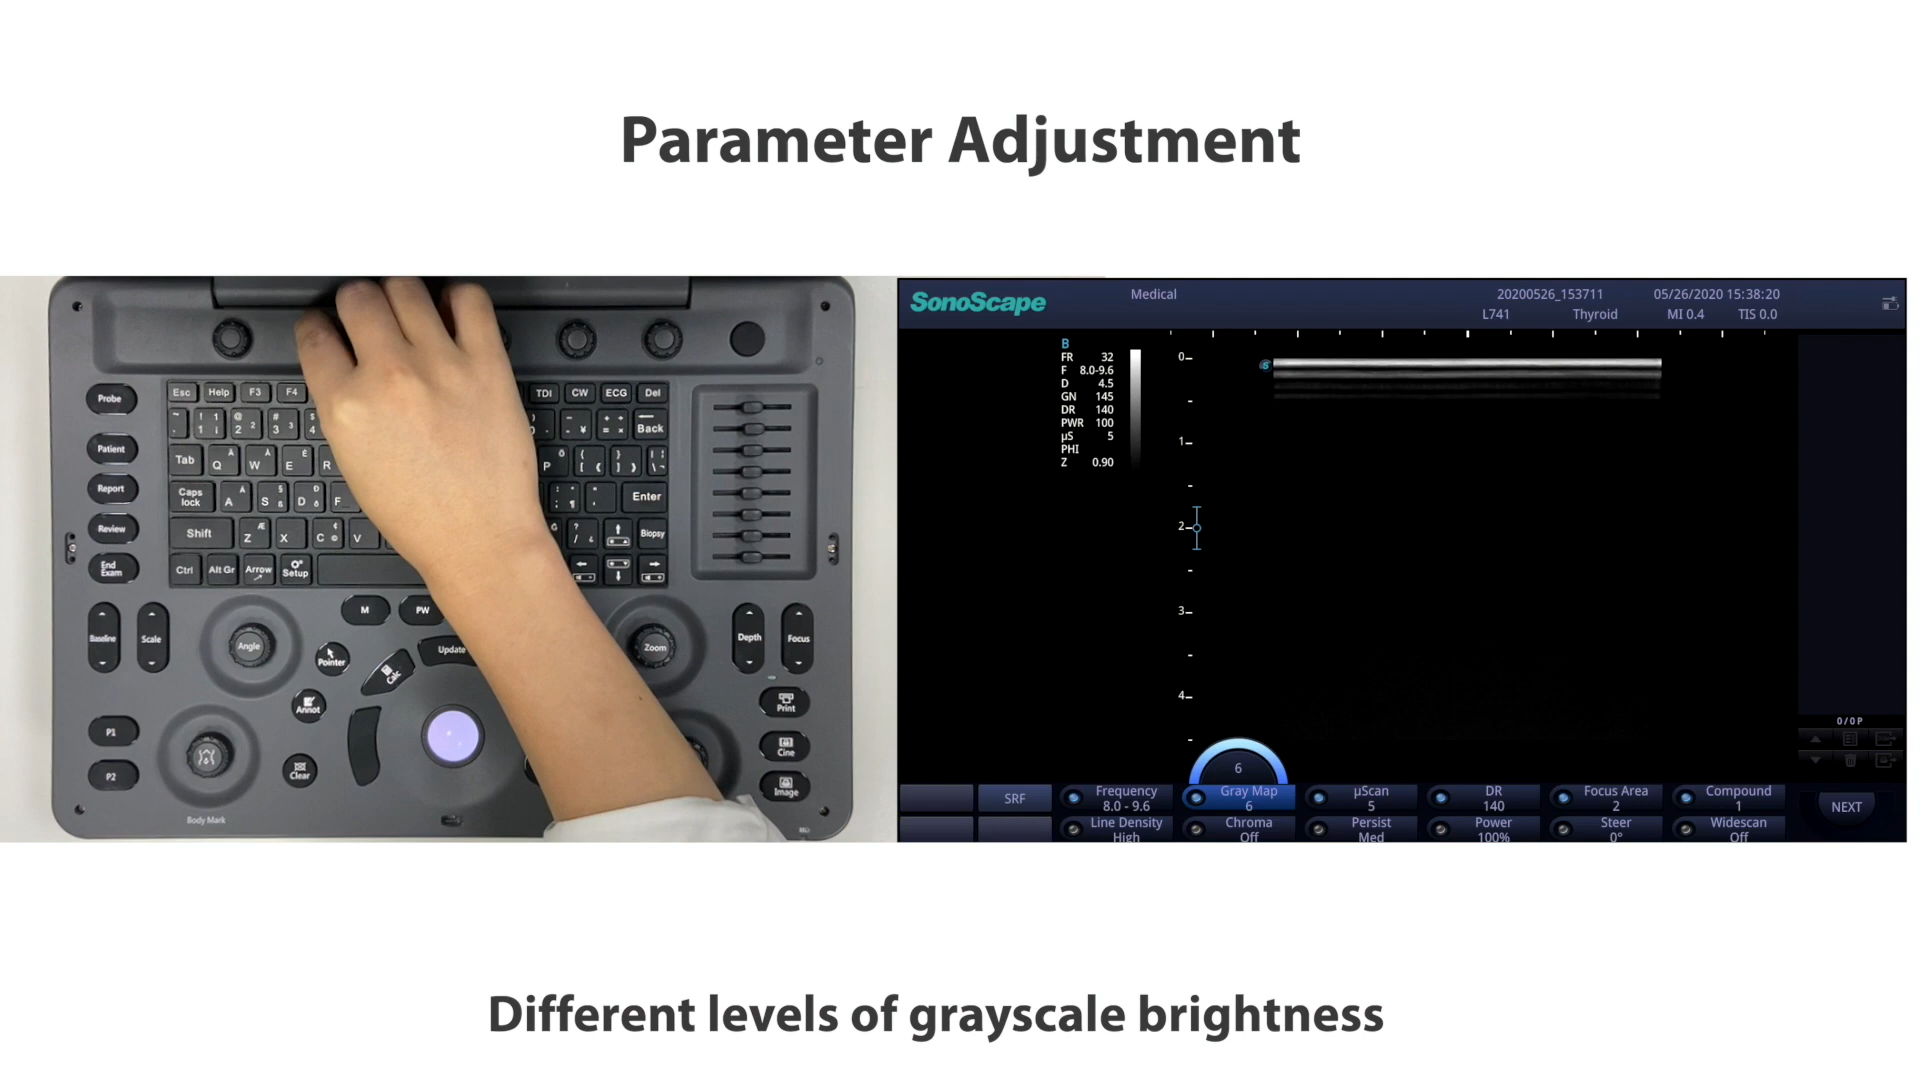 Parameter Adjustment
SonoScape
Medical
20200526_153711
05/26/2020 15:38:20
L741
Thyroid
MI 0.4
TIS 0.0
B
FR 32
F 8.0-9.6
D 4.5
GN 145
DR 140
PWR 100
µS 5
PHI
Z 0.90
0
1
2
3
4
0/0P
6
SRF
Frequency
8.0 - 9.6
Gray Map
6
µScan
5
DR
140
Focus Area
2
Compound
1
NEXT
Line Density
High
Chroma
Off
Persist
Med
Power
100%
Steer
0°
Widescan
Off
Probe
Patient
Report
Review
End
Exam
Esc Help F3 F4 TDI CW ECG Del
Back
Tab Q W E R P
Caps
lock A S D F Enter
Shift Z X C V Biopsy
Ctrl Alt Gr Arrow Setup
Baseline
Scale
Angle
M
PW
Pointer
Update
Calc
Annot
Zoom
Depth
Focus
Print
Cine
Image
P1
P2
Clear
Body Mark
Different levels of grayscale brightness